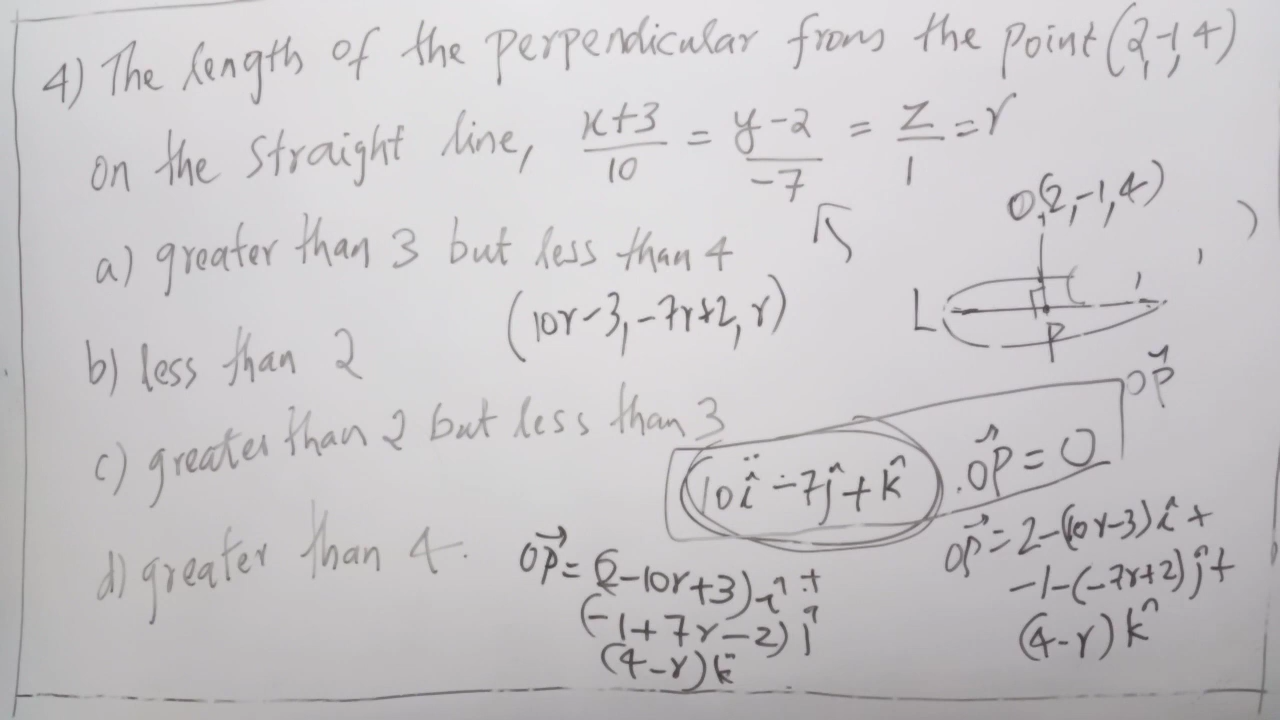 4) The length of the perpendicular from the point (2,-1,4)
on the straight line, x+3/10 = y-2/-7 = z/1 = r
O(2,-1,4)
a) greater than 3 but less than 4
(10r-3, -7r+2, r)
L
P
b) less than 2
OP⃗
c) greater than 2 but less than 3
(10î-7ĵ+k̂).OP⃗=0
d) greater than 4.
OP⃗=(2-10r+3)î+
(-1+7r-2)ĵ
(4-r)k̂
OP⃗=2-(10r-3)î+
-1-(-7r+2)ĵ+
(4-r)k̂